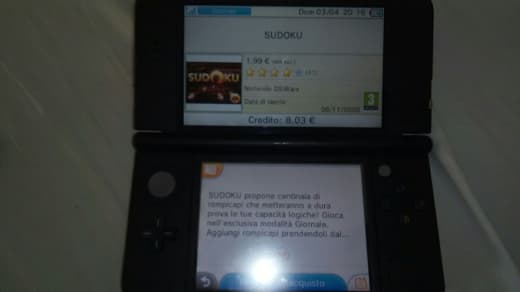 Dom 03/04 20:16
SUDOKU
1,99 €
SUDOKU
Nintendo DSiWare
Data di uscita
3
Credito: 8,03 €
SUDOKU propone centinaia di
rompicapi che metteranno a dura
prova le tue capacità logiche! Gioca
nell'esclusiva modalità Giornale.
Aggiungi rompicapi prendendoli dai...
acquisto